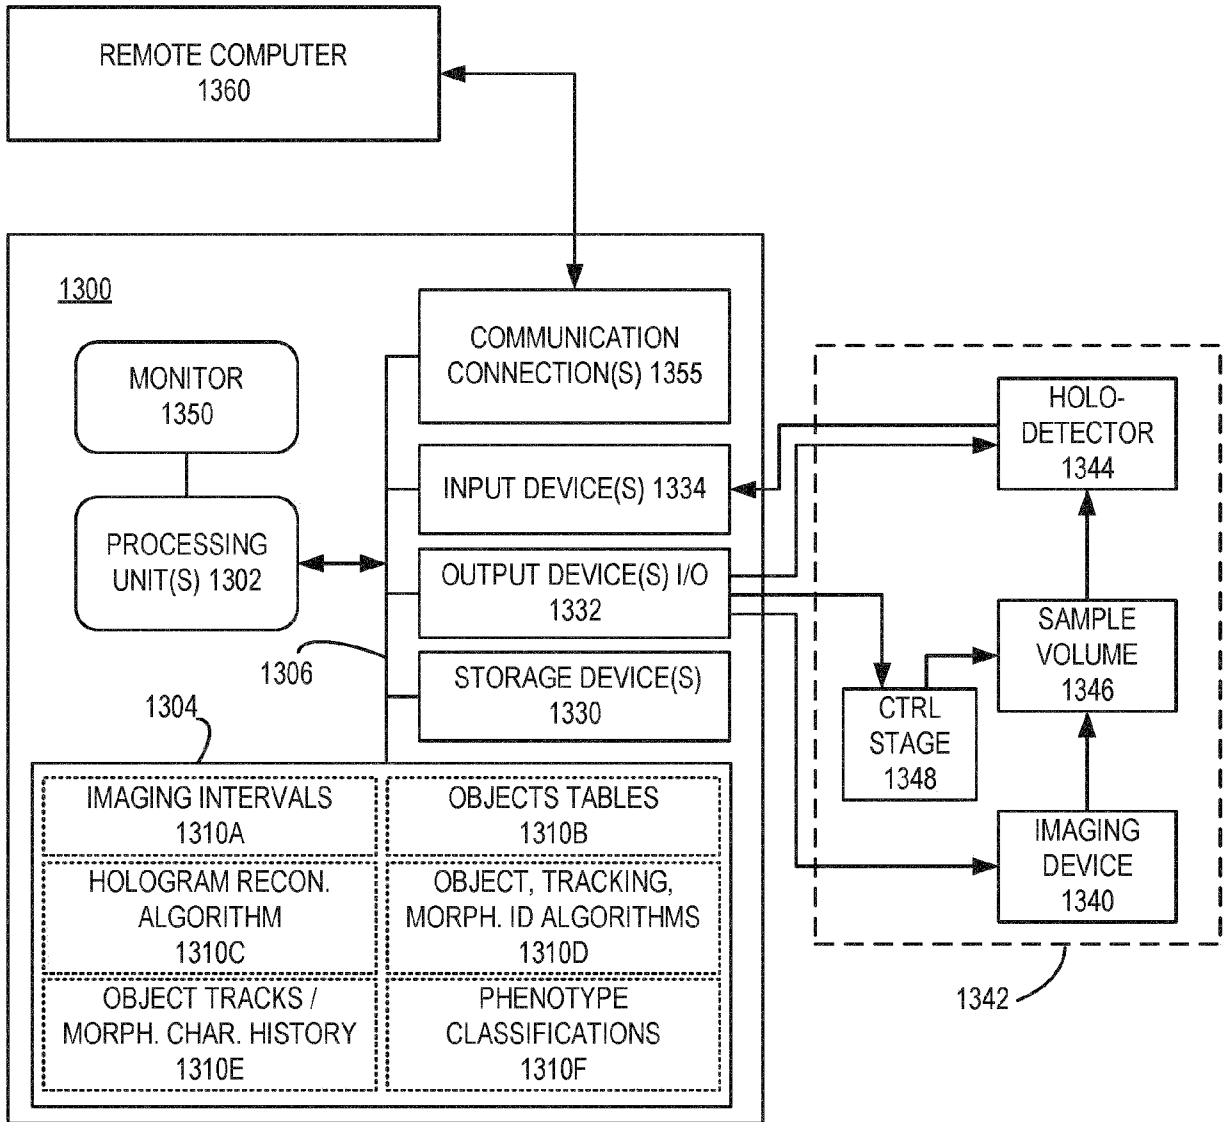 REMOTE COMPUTER
1360
1300
COMMUNICATION
CONNECTION(S) 1355
MONITOR
1350
INPUT DEVICE(S) 1334
PROCESSING
UNIT(S) 1302
OUTPUT DEVICE(S) I/O
1332
1306
STORAGE DEVICE(S)
1330
1304
IMAGING INTERVALS
1310A
OBJECTS TABLES
1310B
HOLOGRAM RECON.
ALGORITHM
1310C
OBJECT, TRACKING,
MORPH. ID ALGORITHMS
1310D
OBJECT TRACKS /
MORPH. CHAR. HISTORY
1310E
PHENOTYPE
CLASSIFICATIONS
1310F
HOLO-
DETECTOR
1344
SAMPLE
VOLUME
1346
CTRL
STAGE
1348
IMAGING
DEVICE
1340
1342